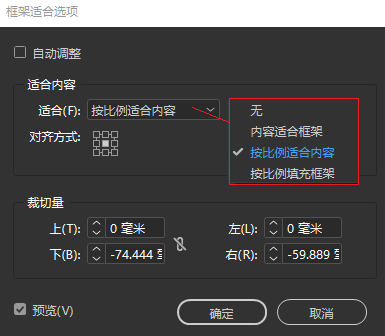 框架适合选项
自动调整
适合内容
适合(F): 按比例适合内容
无
内容适合框架
按比例适合内容
按比例填充框架
对齐方式:
裁切量
上(T): 0 毫米 左(L): 0 毫米
下(B): -74.444 右(R): -59.889
预览(V) 确定 取消